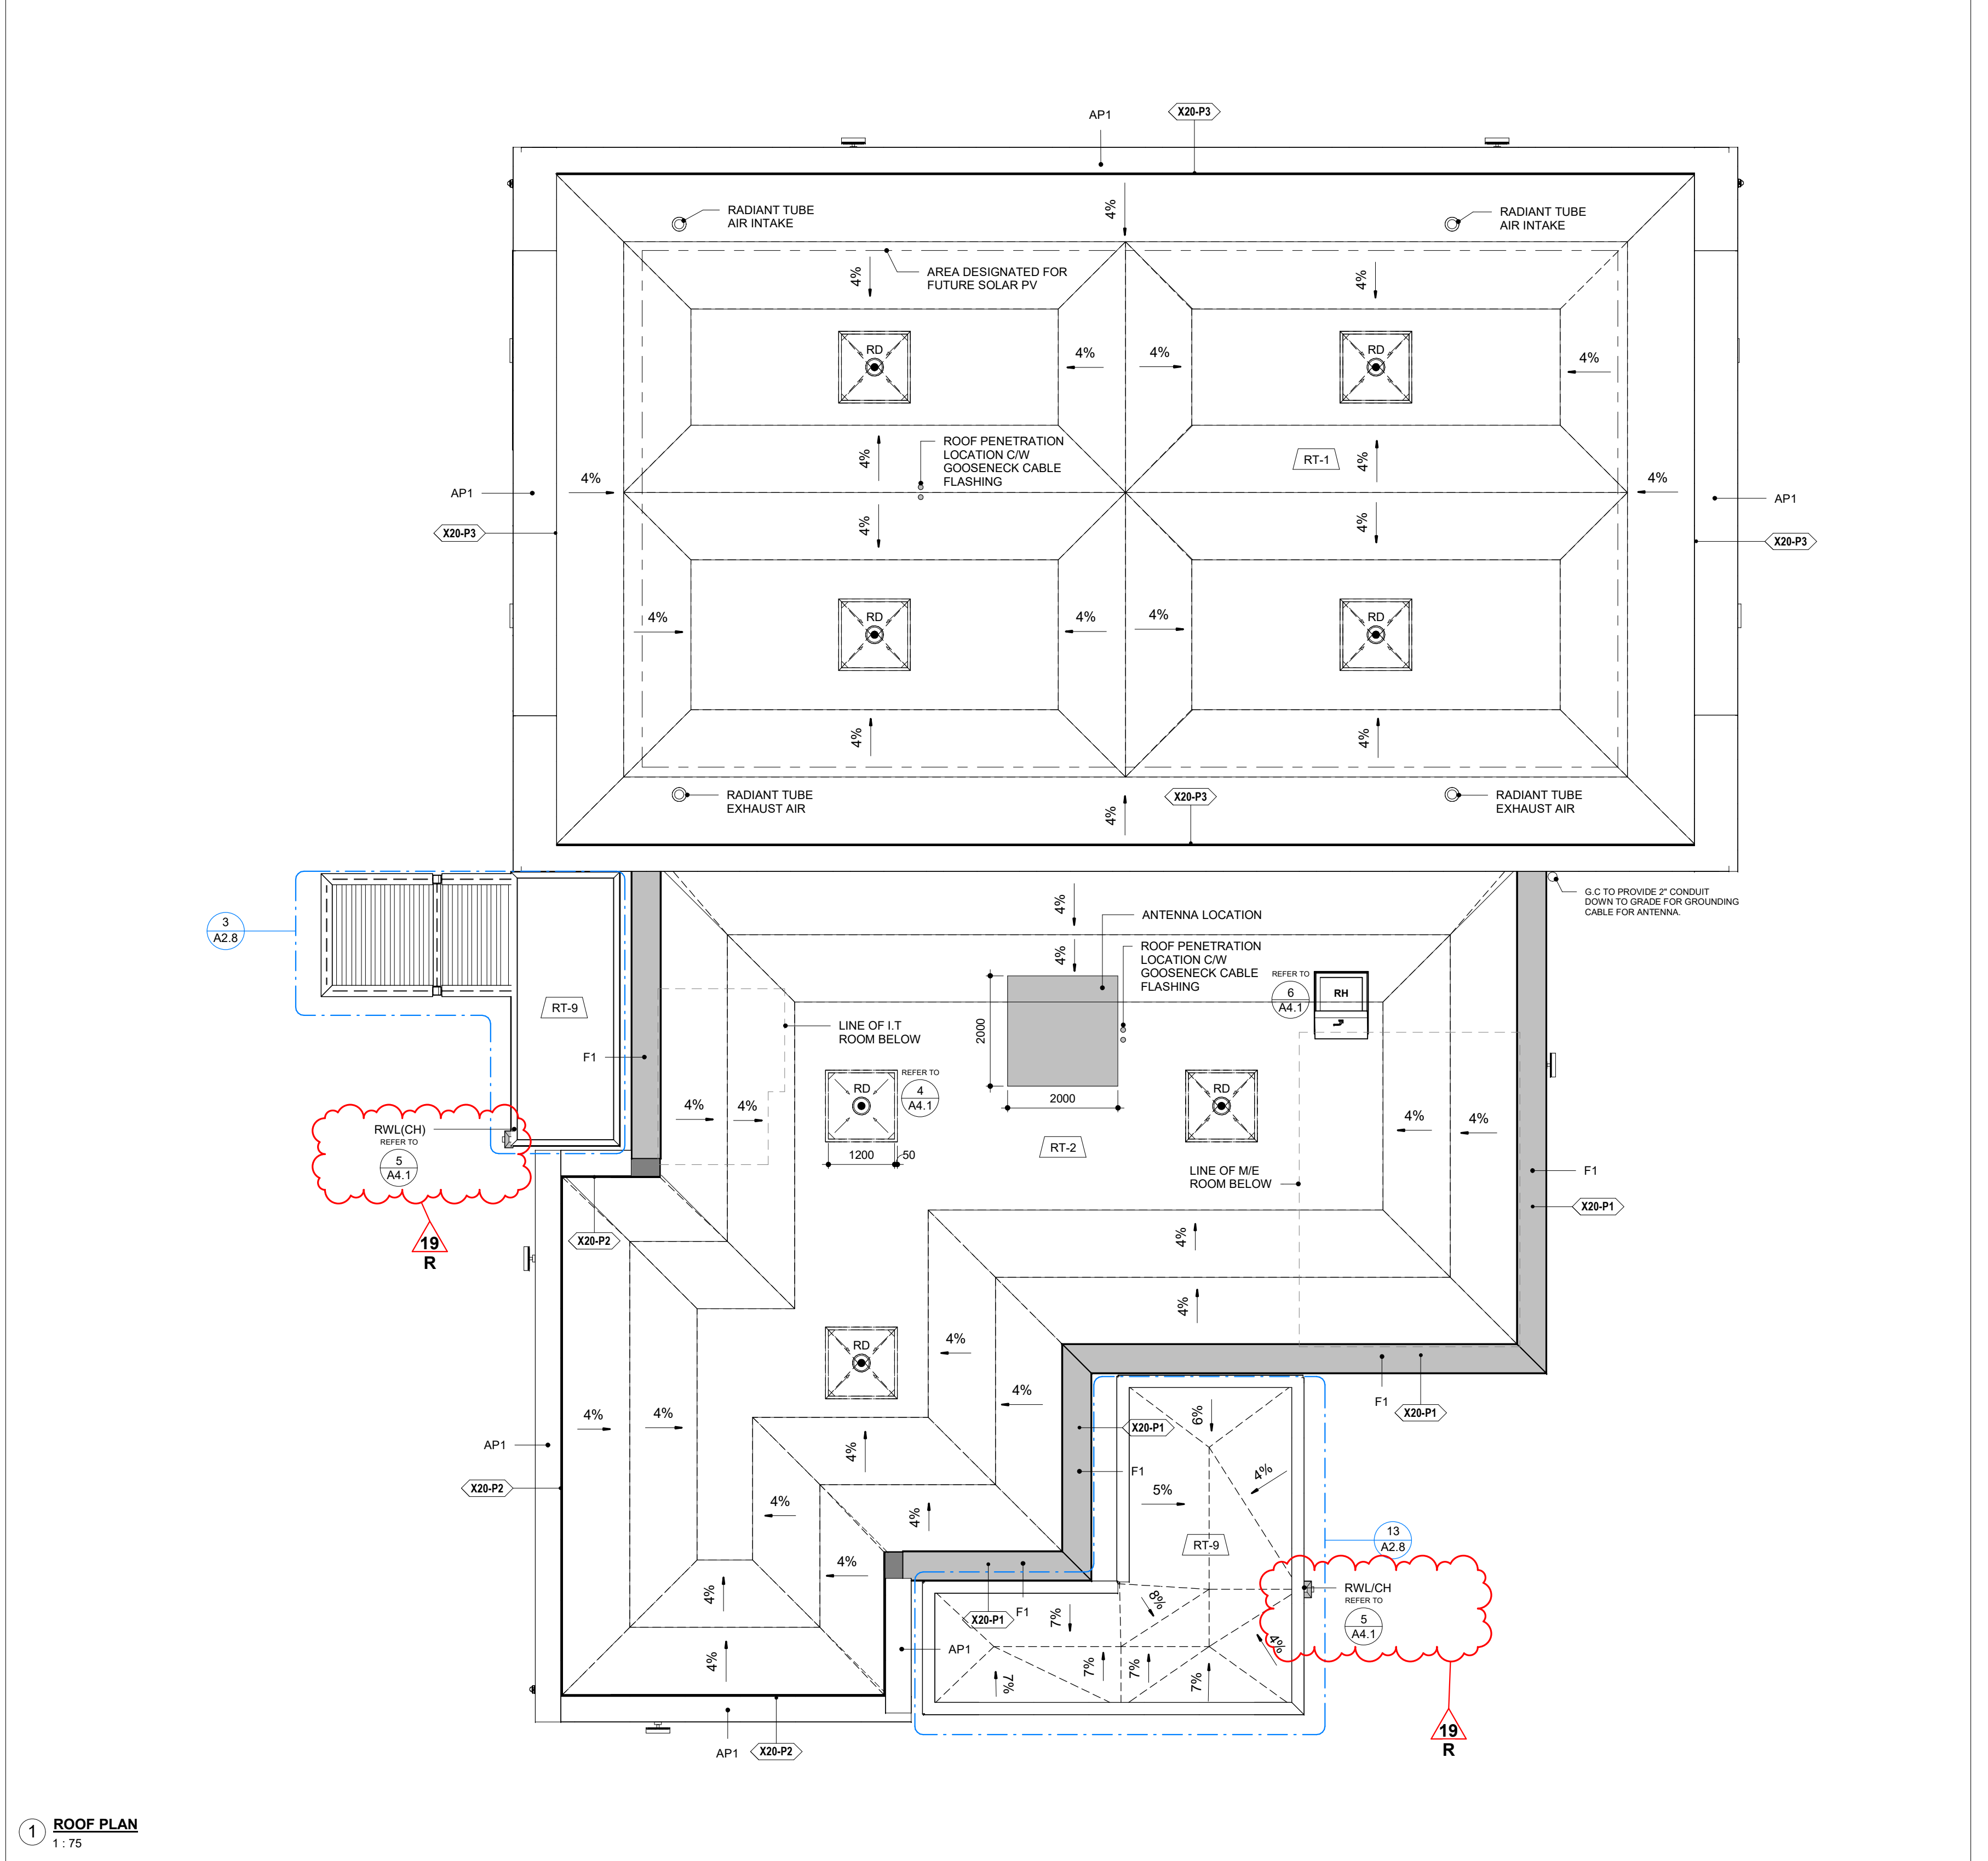 AP1
X20-P3
RADIANT TUBE
AIR INTAKE
4%
RADIANT TUBE
AIR INTAKE
4%
AREA DESIGNATED FOR
FUTURE SOLAR PV
4%
RD
4%
4%
RD
4%
ROOF PENETRATION
LOCATION C/W
GOOSENECK CABLE
FLASHING
4%
RT-1
4%
AP1
4%
4%
AP1
X20-P3
4%
4%
X20-P3
4%
RD
4%
4%
RD
4%
4%
RADIANT TUBE
EXHAUST AIR
4%
X20-P3
RADIANT TUBE
EXHAUST AIR
G.C TO PROVIDE 2" CONDUIT
DOWN TO GRADE FOR GROUNDING
CABLE FOR ANTENNA.
3
A2.8
4%
ANTENNA LOCATION
4%
ROOF PENETRATION
LOCATION C/W
GOOSENECK CABLE
FLASHING
REFER TO
6
A4.1
RH
RT-9
LINE OF I.T
ROOM BELOW
2000
F1
RD
REFER TO
4
A4.1
2000
RD
4%
4%
4%
4%
RWL(CH)
REFER TO
5
A4.1
1200
50
RT-2
LINE OF M/E
ROOM BELOW
F1
X20-P1
19
R
X20-P2
4%
4%
RD
4%
4%
F1
X20-P1
4%
4%
AP1
4%
X20-P1
6%
F1
4%
5%
X20-P2
4%
4%
13
A2.8
RT-9
4%
4%
X20-P1
F1
7%
8%
RWL/CH
REFER TO
5
A4.1
4%
AP1
4%
7%
7%
7%
7%
19
R
AP1
X20-P2
1
ROOF PLAN
1 : 75